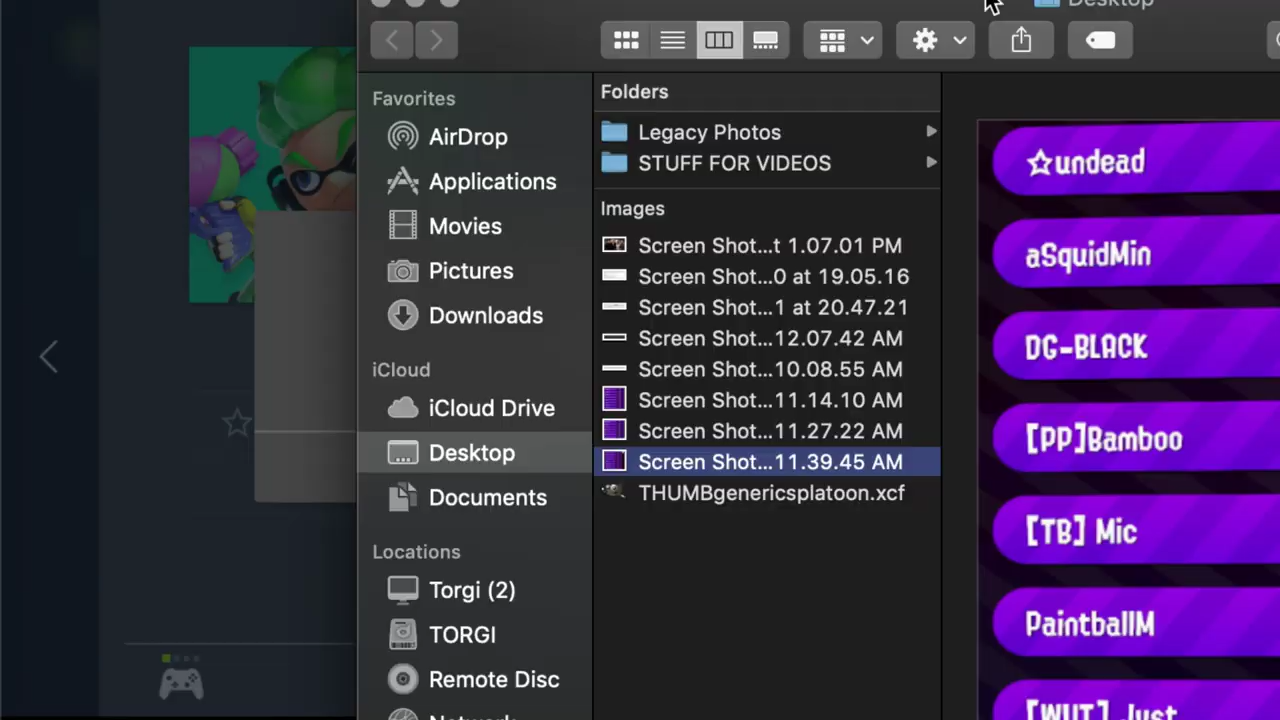 Desktop
Favorites
AirDrop
Applications
Movies
Pictures
Downloads
iCloud
iCloud Drive
Desktop
Documents
Locations
Torgi (2)
TORGI
Remote Disc
Network
Folders
Legacy Photos
STUFF FOR VIDEOS
Images
Screen Shot...t 1.07.01 PM
Screen Shot...0 at 19.05.16
Screen Shot...1 at 20.47.21
Screen Shot...12.07.42 AM
Screen Shot...10.08.55 AM
Screen Shot...11.14.10 AM
Screen Shot...11.27.22 AM
Screen Shot...11.39.45 AM
THUMBgenericsplatoon.xcf
☆undead
aSquidMin
DG-BLACK
[PP]Bamboo
[TB] Mic
PaintballM
[WUT] Just